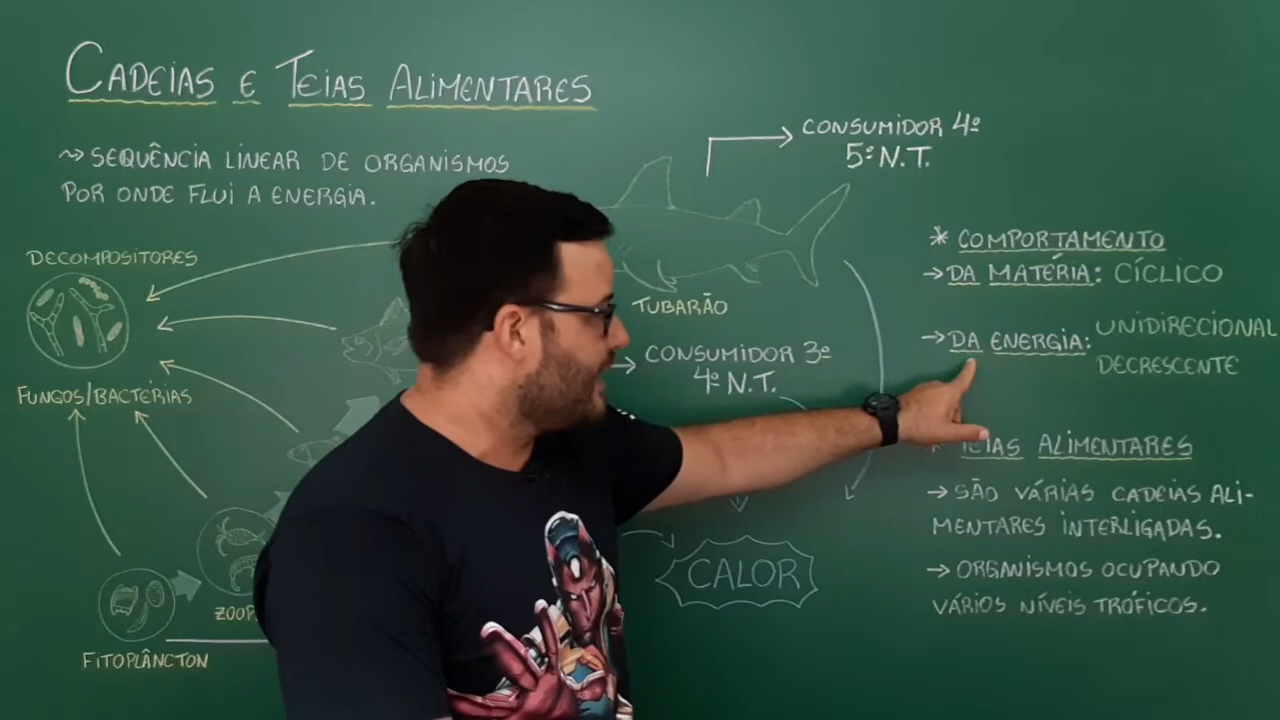 CADEIAS E TEIAS ALIMENTARES
~> SEQUÊNCIA LINEAR DE ORGANISMOS
POR ONDE FLUI A ENERGIA.
DECOMPOSITORES
FUNGOS/BACTÉRIAS
FITOPLÂNCTON
TUBARÃO
CONSUMIDOR 4º
5º N.T.
CONSUMIDOR 3º
4º N.T.
CALOR
* COMPORTAMENTO
→ DA MATÉRIA: CÍCLICO
→ DA ENERGIA: UNIDIRECIONAL
DECRESCENTE
TEIAS ALIMENTARES
→ SÃO VÁRIAS CADEIAS ALI-
MENTARES INTERLIGADAS.
→ ORGANISMOS OCUPANDO
VÁRIOS NÍVEIS TRÓFICOS.